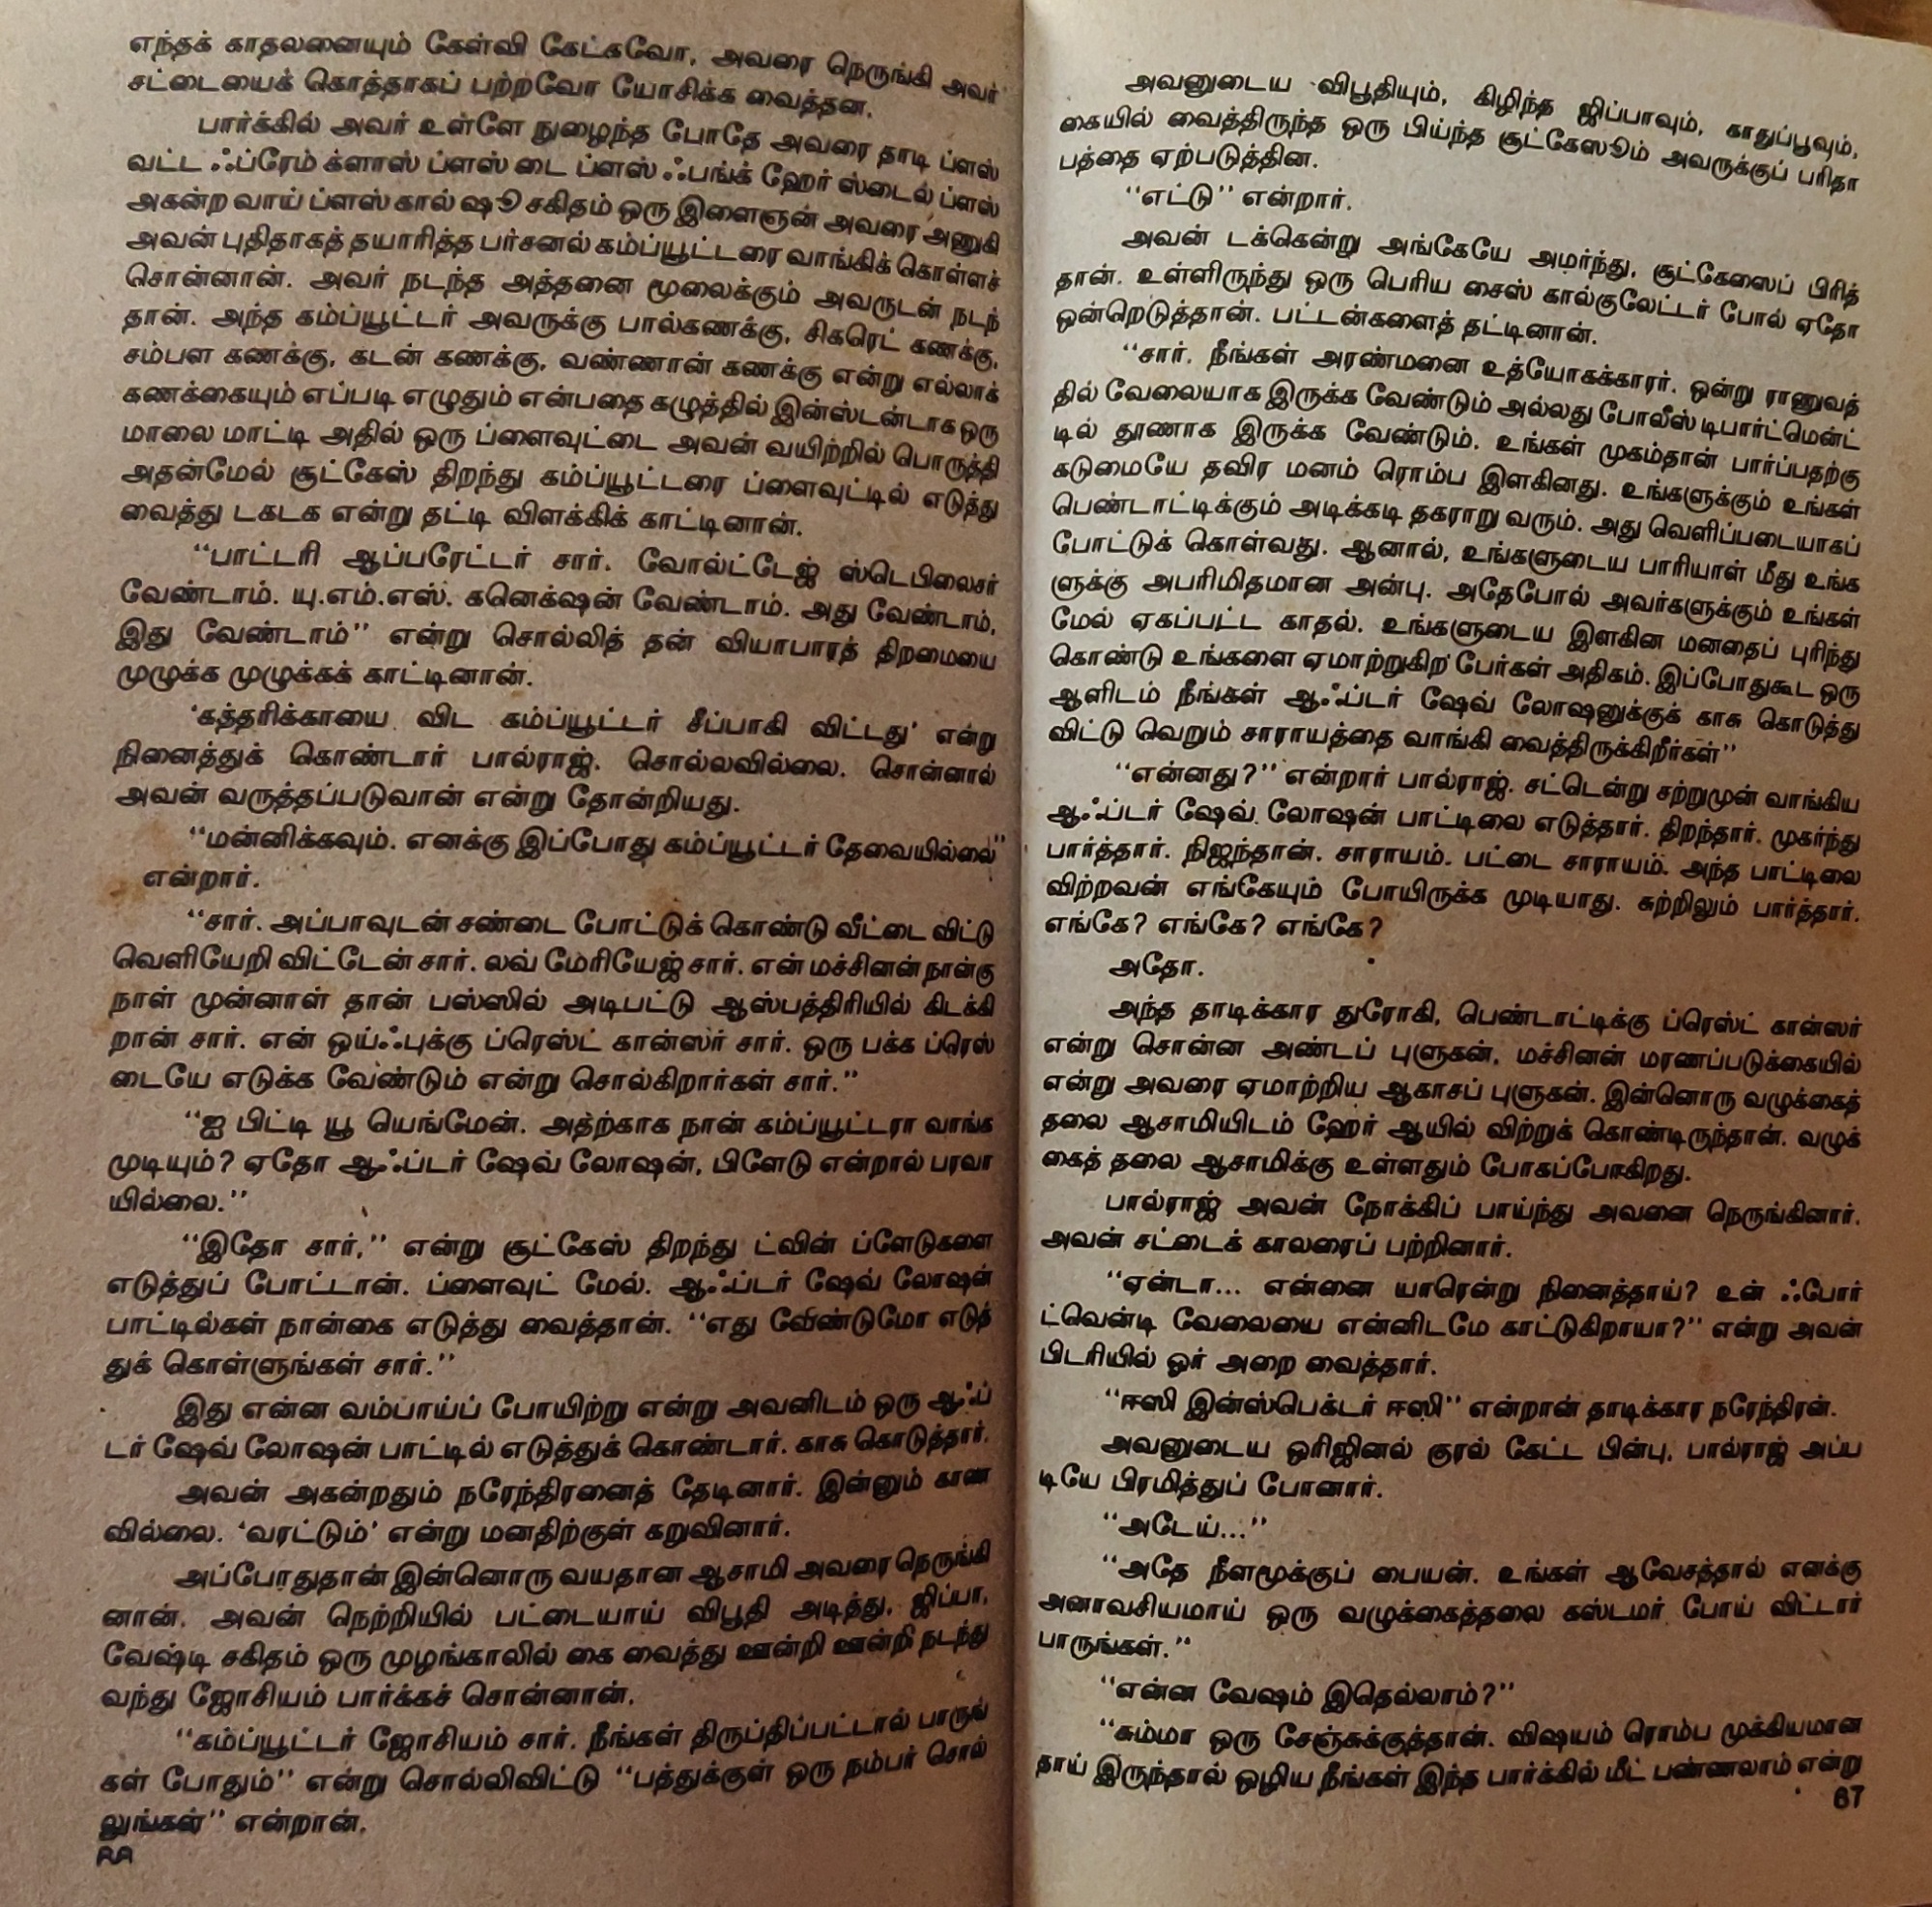 எந்தக் காதலனையும் கேள்வி கேட்கவோ, அவரை நெருங்கி அவர்
சட்டையைக் கொத்தாகப் பற்றவோ யோசிக்க வைத்தன.
பார்க்கில் அவர் உள்ளே நுழைந்த போதே அவரை தாடி ப்ளஸ்
வட்ட ஃப்ரேம் க்ளாஸ் ப்ளஸ் டை ப்ளஸ் ஃபங்க் ஹேர் ஸ்டைல் ப்ளஸ்
அகன்ற வாய் ப்ளஸ் கால் ஷூ சகிதம் ஒரு இளைஞன் அவரை அணுகி
அவன் புதிதாகத் தயாரித்த பர்சனல் கம்ப்யூட்டரை வாங்கிக் கொள்ளச்
சொன்னான். அவர் நடந்த அத்தனை மூலைக்கும் அவருடன் நடந்
தான். அந்த கம்ப்யூட்டர் அவருக்கு பால்கணக்கு, சிகரெட் கணக்கு,
சம்பள கணக்கு, கடன் கணக்கு, வண்ணான் கணக்கு என்று எல்லாக்
கணக்கையும் எப்படி எழுதும் என்பதை கழுத்தில் இன்ஸ்டன்டாக ஒரு
மாலை மாட்டி அதில் ஒரு ப்ளைவுட்டை அவன் வயிற்றில் பொருத்தி
அதன்மேல் சூட்கேஸ் திறந்து கம்ப்யூட்டரை ப்ளைவுட்டில் எடுத்து
வைத்து டகடக என்று தட்டி விளக்கிக் காட்டினான்.
“பாட்டரி ஆப்பரேட்டர் சார். வோல்ட்டேஜ் ஸ்டெபிலைசர்
வேண்டாம். யு.எம்.எஸ். கனெக்‌ஷன் வேண்டாம். அது வேண்டாம்,
இது வேண்டாம்” என்று சொல்லித் தன் வியாபாரத் திறமையை
முழுக்க முழுக்கக் காட்டினான்.
‘கத்தரிக்காயை விட கம்ப்யூட்டர் சீப்பாகி விட்டது’ என்று
நினைத்துக் கொண்டார் பால்ராஜ். சொல்லவில்லை. சொன்னால்
அவன் வருத்தப்படுவான் என்று தோன்றியது.
“மன்னிக்கவும். எனக்கு இப்போது கம்ப்யூட்டர் தேவையில்லை”
என்றார்.
“சார். அப்பாவுடன் சண்டை போட்டுக் கொண்டு வீட்டை விட்டு
வெளியேறி விட்டேன் சார். லவ் மேரியேஜ் சார். என் மச்சினன் நான்கு
நாள் முன்னாள் தான் பஸ்ஸில் அடிபட்டு ஆஸ்பத்திரியில் கிடக்கி
றான் சார். என் ஒய்ஃபுக்கு ப்ரெஸ்ட் கான்ஸர் சார். ஒரு பக்க ப்ரெஸ்
டையே எடுக்க வேண்டும் என்று சொல்கிறார்கள் சார்.”
“ஐ பிட்டி யூ யெங்மேன். அதற்காக நான் கம்ப்யூட்டரா வாங்க
முடியும்? ஏதோ ஆஃப்டர் ஷேவ் லோஷன், பிளேடு என்றால் பரவா
யில்லை.”
“இதோ சார்,” என்று சூட்கேஸ் திறந்து ட்வின் ப்ளேடுகளை
எடுத்துப் போட்டான். ப்ளைவுட் மேல். ஆஃப்டர் ஷேவ் லோஷன்
பாட்டில்கள் நான்கை எடுத்து வைத்தான். “எது வேண்டுமோ எடுத்
துக் கொள்ளுங்கள் சார்.”
இது என்ன வம்பாய்ப் போயிற்று என்று அவனிடம் ஒரு ஆஃப்
டர் ஷேவ் லோஷன் பாட்டில் எடுத்துக் கொண்டார். காசு கொடுத்தார்.
அவன் அகன்றதும் நரேந்திரனைத் தேடினார். இன்னும் காண
வில்லை. ‘வரட்டும்’ என்று மனதிற்குள் கறுவினார்.
அப்போதுதான் இன்னொரு வயதான ஆசாமி அவரை நெருங்கி
னான். அவன் நெற்றியில் பட்டையாய் விபூதி அடித்து, ஜிப்பா,
வேஷ்டி சகிதம் ஒரு முழங்காலில் கை வைத்து ஊன்றி ஊன்றி நடந்து
வந்து ஜோசியம் பார்க்கச் சொன்னான்.
“கம்ப்யூட்டர் ஜோசியம் சார். நீங்கள் திருப்திப்பட்டால் பாருங்
கள் போதும்” என்று சொல்லிவிட்டு “பத்துக்குள் ஒரு நம்பர் சொல்
லுங்கள்” என்றான்.
அவனுடைய விபூதியும், கிழிந்த ஜிப்பாவும், காதுப்பூவும்,
கையில் வைத்திருந்த ஒரு பிய்ந்த சூட்கேஸூம் அவருக்குப் பரிதா
பத்தை ஏற்படுத்தின.
“எட்டு” என்றார்.
அவன் டக்கென்று அங்கேயே அமர்ந்து, சூட்கேஸைப் பிரித்
தான். உள்ளிருந்து ஒரு பெரிய சைஸ் கால்குலேட்டர் போல் ஏதோ
ஒன்றெடுத்தான். பட்டன்களைத் தட்டினான்.
“சார். நீங்கள் அரண்மனை உத்யோகக்காரர். ஒன்று ராணுவத்
தில் வேலையாக இருக்க வேண்டும் அல்லது போலீஸ் டிபார்ட்மென்ட்
டில் தூணாக இருக்க வேண்டும். உங்கள் முகம்தான் பார்ப்பதற்கு
கடுமையே தவிர மனம் ரொம்ப இளகினது. உங்களுக்கும் உங்கள்
பெண்டாட்டிக்கும் அடிக்கடி தகராறு வரும். அது வெளிப்படையாகப்
போட்டுக் கொள்வது. ஆனால், உங்களுடைய பாரியாள் மீது உங்க
ளுக்கு அபரிமிதமான அன்பு. அதேபோல் அவர்களுக்கும் உங்கள்
மேல் ஏகப்பட்ட காதல். உங்களுடைய இளகின மனதைப் புரிந்து
கொண்டு உங்களை ஏமாற்றுகிற பேர்கள் அதிகம். இப்போதுகூட ஒரு
ஆளிடம் நீங்கள் ஆஃப்டர் ஷேவ் லோஷனுக்குக் காசு கொடுத்து
விட்டு வெறும் சாராயத்தை வாங்கி வைத்திருக்கிறீர்கள்”
“என்னது?” என்றார் பால்ராஜ். சட்டென்று சற்றுமுன் வாங்கிய
ஆஃப்டர் ஷேவ் லோஷன் பாட்டிலை எடுத்தார். திறந்தார். முகர்ந்து
பார்த்தார். நிஜந்தான். சாராயம். பட்டை சாராயம். அந்த பாட்டிலை
விற்றவன் எங்கேயும் போயிருக்க முடியாது. சுற்றிலும் பார்த்தார்.
எங்கே? எங்கே? எங்கே?
அதோ.
அந்த தாடிக்கார துரோகி, பெண்டாட்டிக்கு ப்ரெஸ்ட் கான்ஸர்
என்று சொன்ன அண்டப் புளுகன், மச்சினன் மரணப்படுக்கையில்
என்று அவரை ஏமாற்றிய ஆகாசப் புளுகன். இன்னொரு வழுக்கைத்
தலை ஆசாமியிடம் ஹேர் ஆயில் விற்றுக் கொண்டிருந்தான். வழுக்
கைத் தலை ஆசாமிக்கு உள்ளதும் போகப்போகிறது.
பால்ராஜ் அவன் நோக்கிப் பாய்ந்து அவனை நெருங்கினார்.
அவன் சட்டைக் காலரைப் பற்றினார்.
“ஏன்டா... என்னை யாரென்று நினைத்தாய்? உன் ஃபோர்
ட்வென்டி வேலையை என்னிடமே காட்டுகிறாயா?” என்று அவன்
பிடரியில் ஓர் அறை வைத்தார்.
“ஈஸி இன்ஸ்பெக்டர் ஈஸி” என்றான் தாடிக்கார நரேந்திரன்.
அவனுடைய ஒரிஜினல் குரல் கேட்ட பின்பு, பால்ராஜ் அப்ப
டியே பிரமித்துப் போனார்.
“அடேய்...”
“அதே நீளமூக்குப் பையன். உங்கள் ஆவேசத்தால் எனக்கு
அனாவசியமாய் ஒரு வழுக்கைத்தலை கஸ்டமர் போய் விட்டார்
பாருங்கள்.”
“என்ன வேஷம் இதெல்லாம்?”
“சும்மா ஒரு சேஞ்சுக்குத்தான். விஷயம் ரொம்ப முக்கியமான
தாய் இருந்தால் ஒழிய நீங்கள் இந்த பார்க்கில் மீட் பண்ணலாம் என்று
67